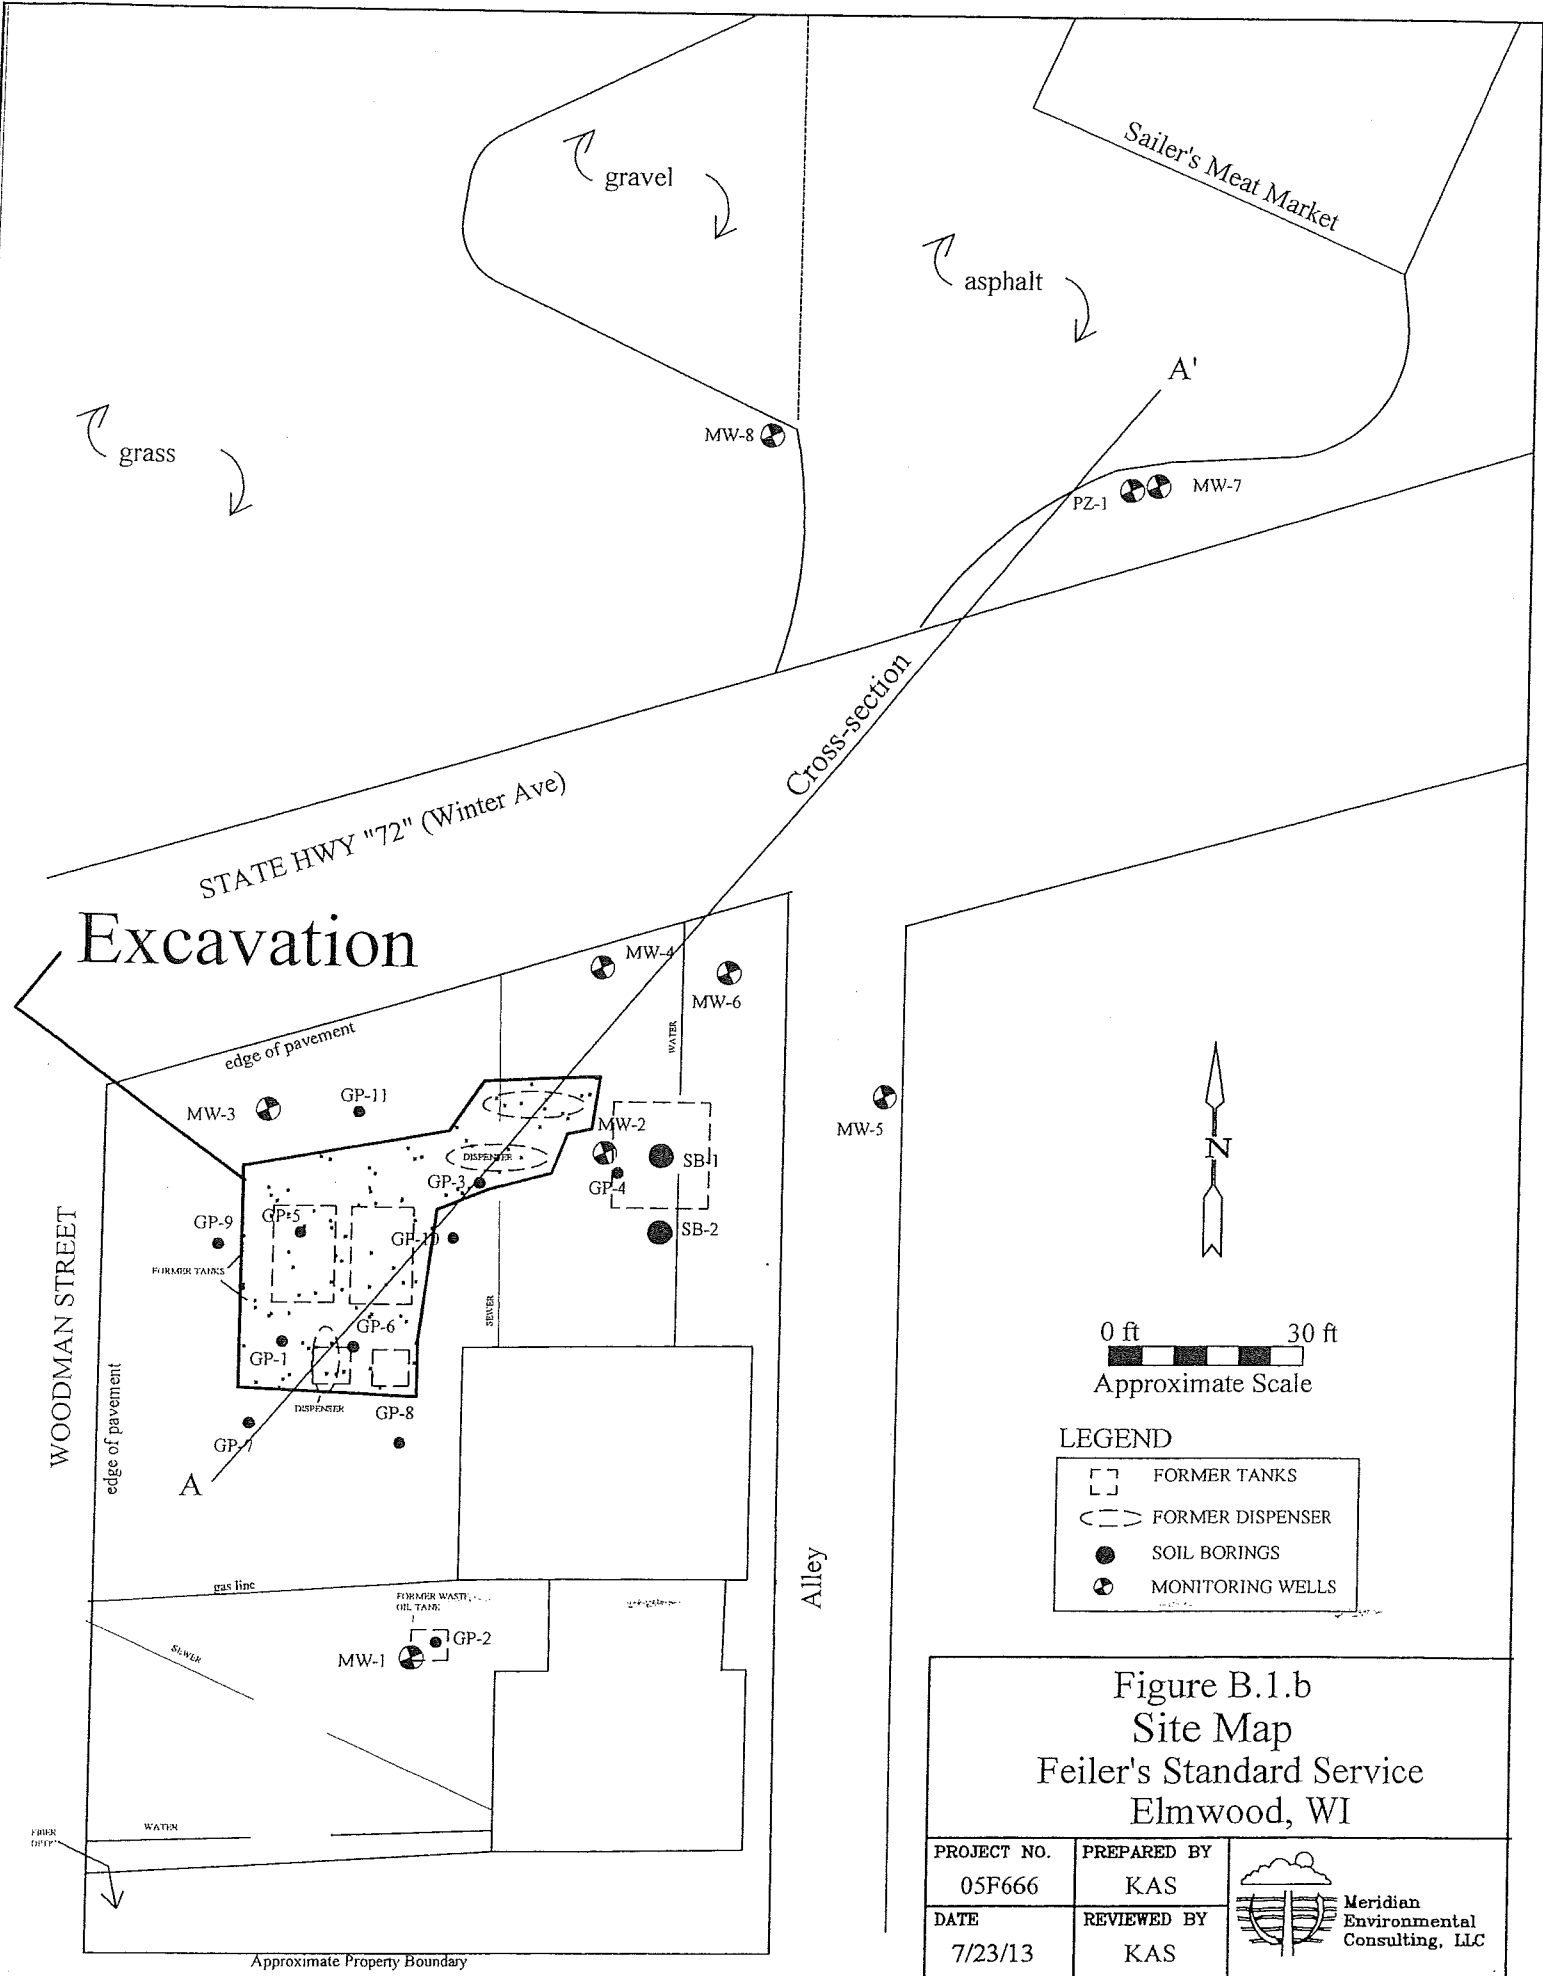 Sailer's Meat Market
gravel
asphalt
A'
grass
MW-8
PZ-1
MW-7
Cross-section
STATE HWY "72" (Winter Ave)
Excavation
MW-4
MW-6
WATER
edge of pavement
MW-3
GP-11
MW-2
MW-5
DISPENSER
SB-1
GP-3
GP-4
N
WOODMAN STREET
GP-9
GP-5
GP-10
SB-2
FORMER TANKS
SEWER
GP-6
GP-1
0 ft 30 ft
Approximate Scale
DISPENSER
GP-8
edge of pavement
GP-7
A
LEGEND
FORMER TANKS
FORMER DISPENSER
SOIL BORINGS
MONITORING WELLS
Alley
gas line
FORMER WASTE
OIL TANK
GP-2
MW-1
SEWER
WATER
FIBER
Approximate Property Boundary
Figure B.1.b
Site Map
Feiler's Standard Service
Elmwood, WI
PROJECT NO.
05F666
PREPARED BY
KAS
DATE
7/23/13
REVIEWED BY
KAS
Meridian
Environmental
Consulting, LLC